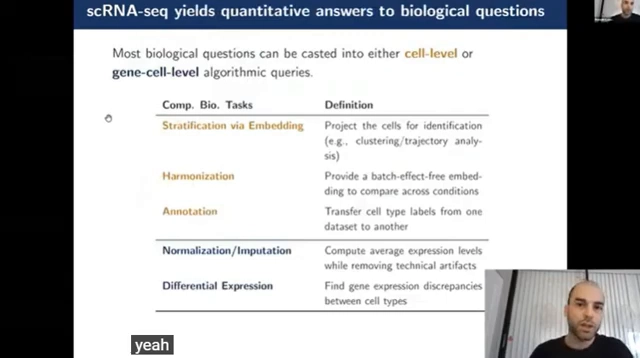 scRNA-seq yields quantitative answers to biological questions
Most biological questions can be casted into either cell-level or
gene-cell-level algorithmic queries.
Comp. Bio. Tasks Definition
Stratification via Embedding Project the cells for identification
(e.g., clustering/trajectory analy-
sis)
Harmonization Provide a batch-effect-free embed-
ding to compare across conditions
Annotation Transfer cell type labels from one
dataset to another
Normalization/Imputation Compute average expression levels
while removing technical artifacts
Differential Expression Find gene expression discrepancies
between cell types
yeah